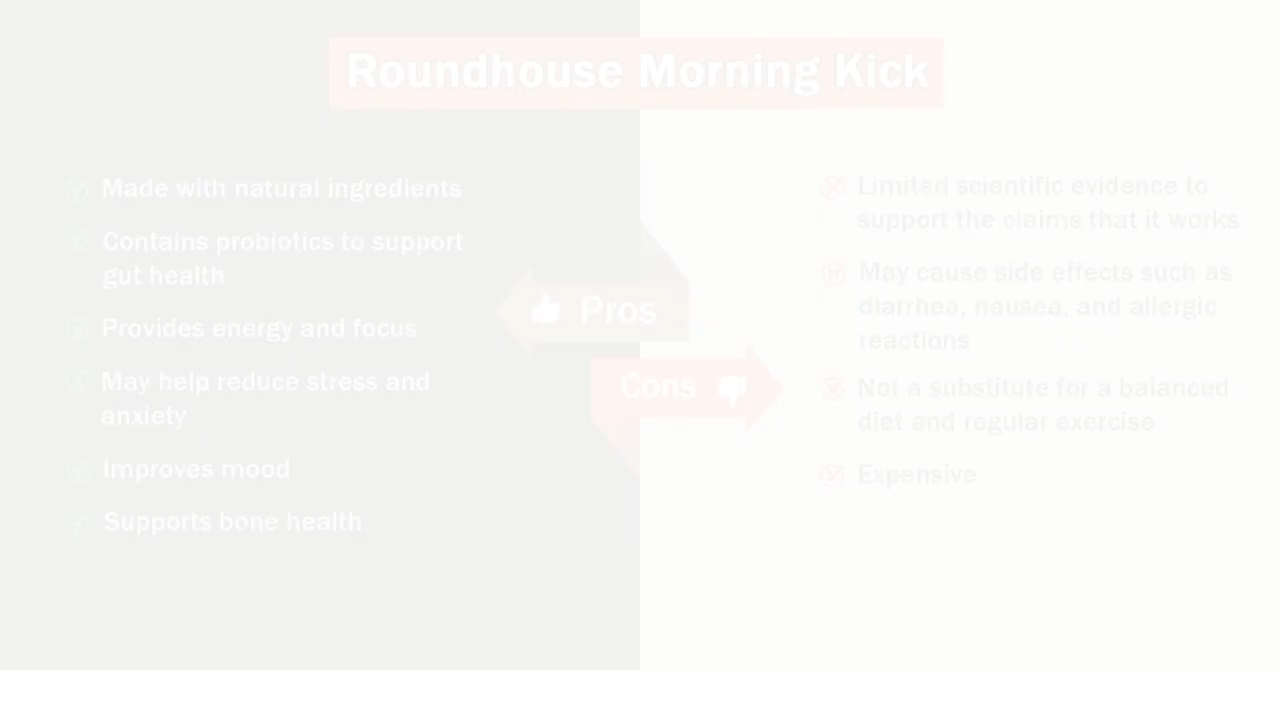 Roundhouse Morning Kick
Made with natural ingredients
Contains probiotics to support
gut health
Provides energy and focus
May help reduce stress and
anxiety
Improves mood
Supports bone health
Pros
Cons
Limited scientific evidence to
support the claims that it works
May cause side effects such as
diarrhea, nausea, and allergic
reactions
Not a substitute for a balanced
diet and regular exercise
Expensive